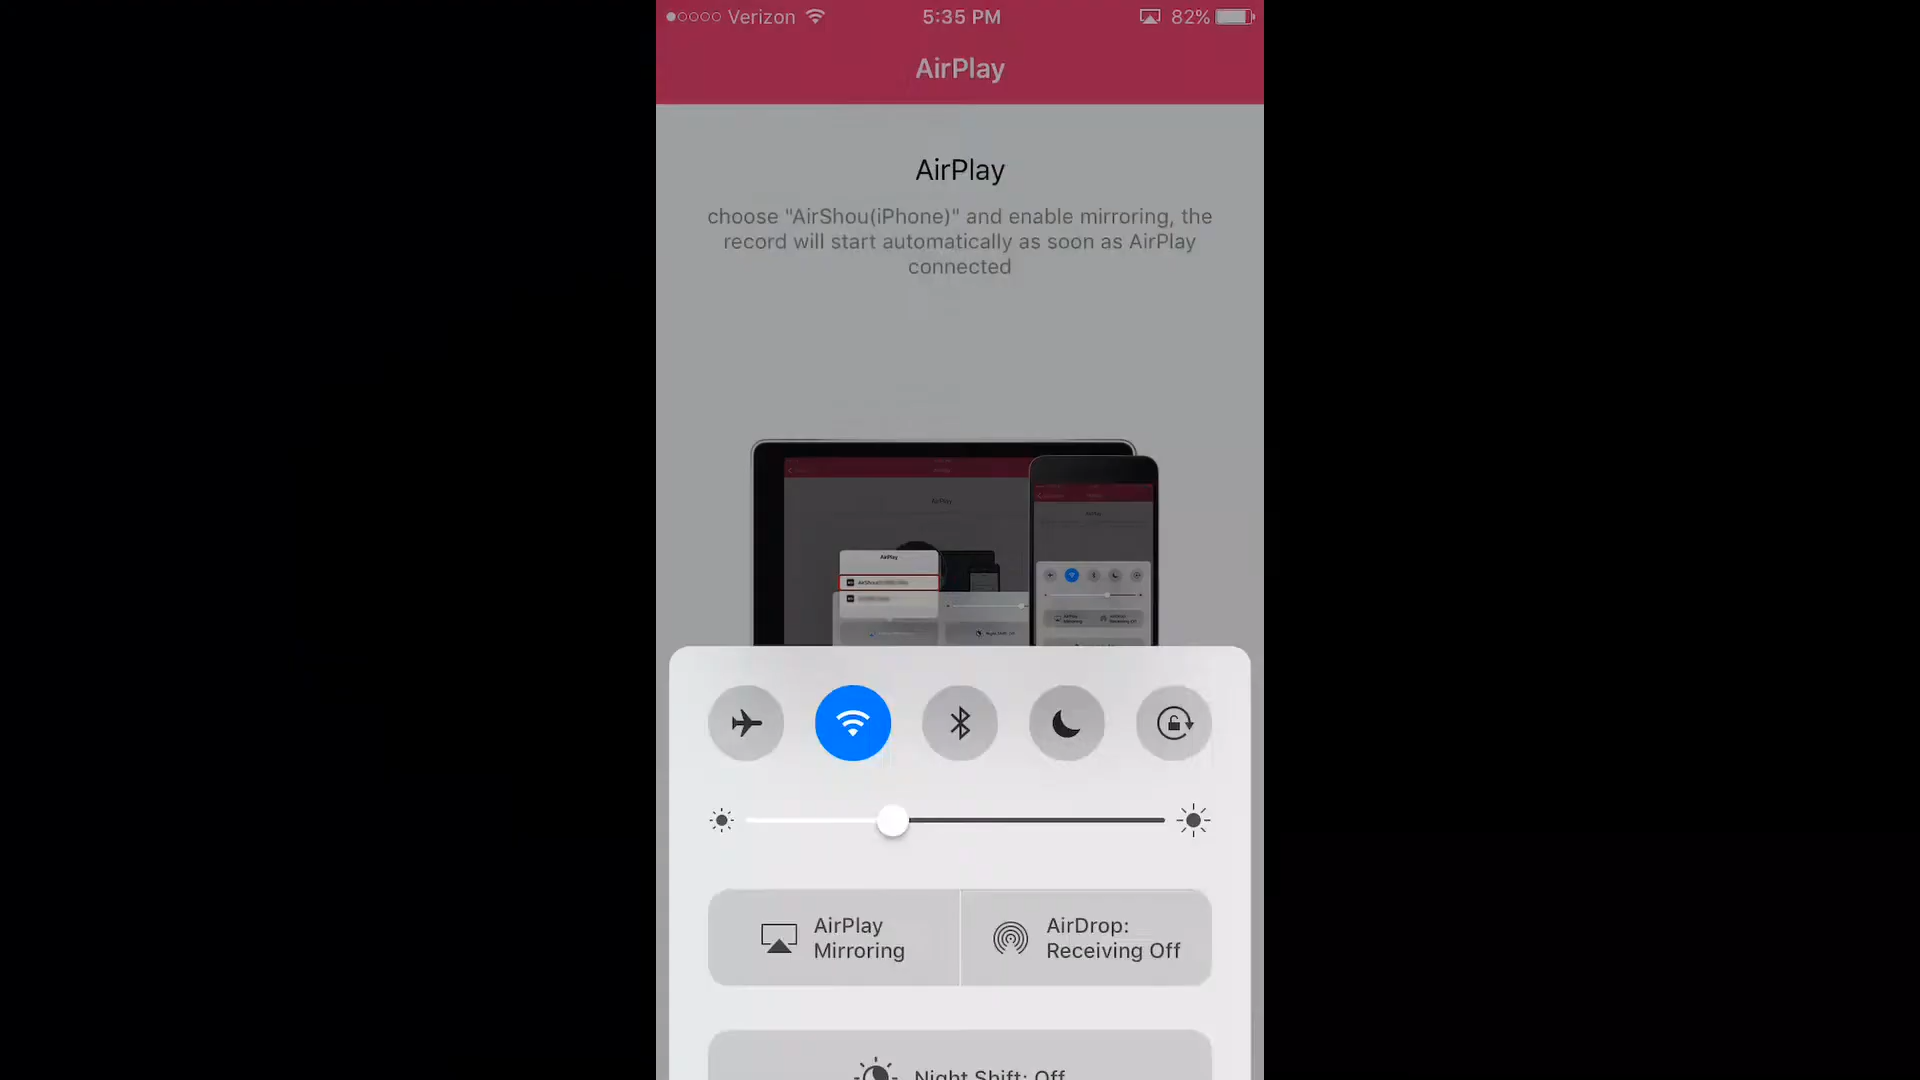 Verizon 5:35 PM 82%
AirPlay
AirPlay
choose "AirShou(iPhone)" and enable mirroring, the
record will start automatically as soon as AirPlay
connected
AirPlay
AirPlay
Mirroring
AirDrop:
Receiving Off
Night Shift: Off